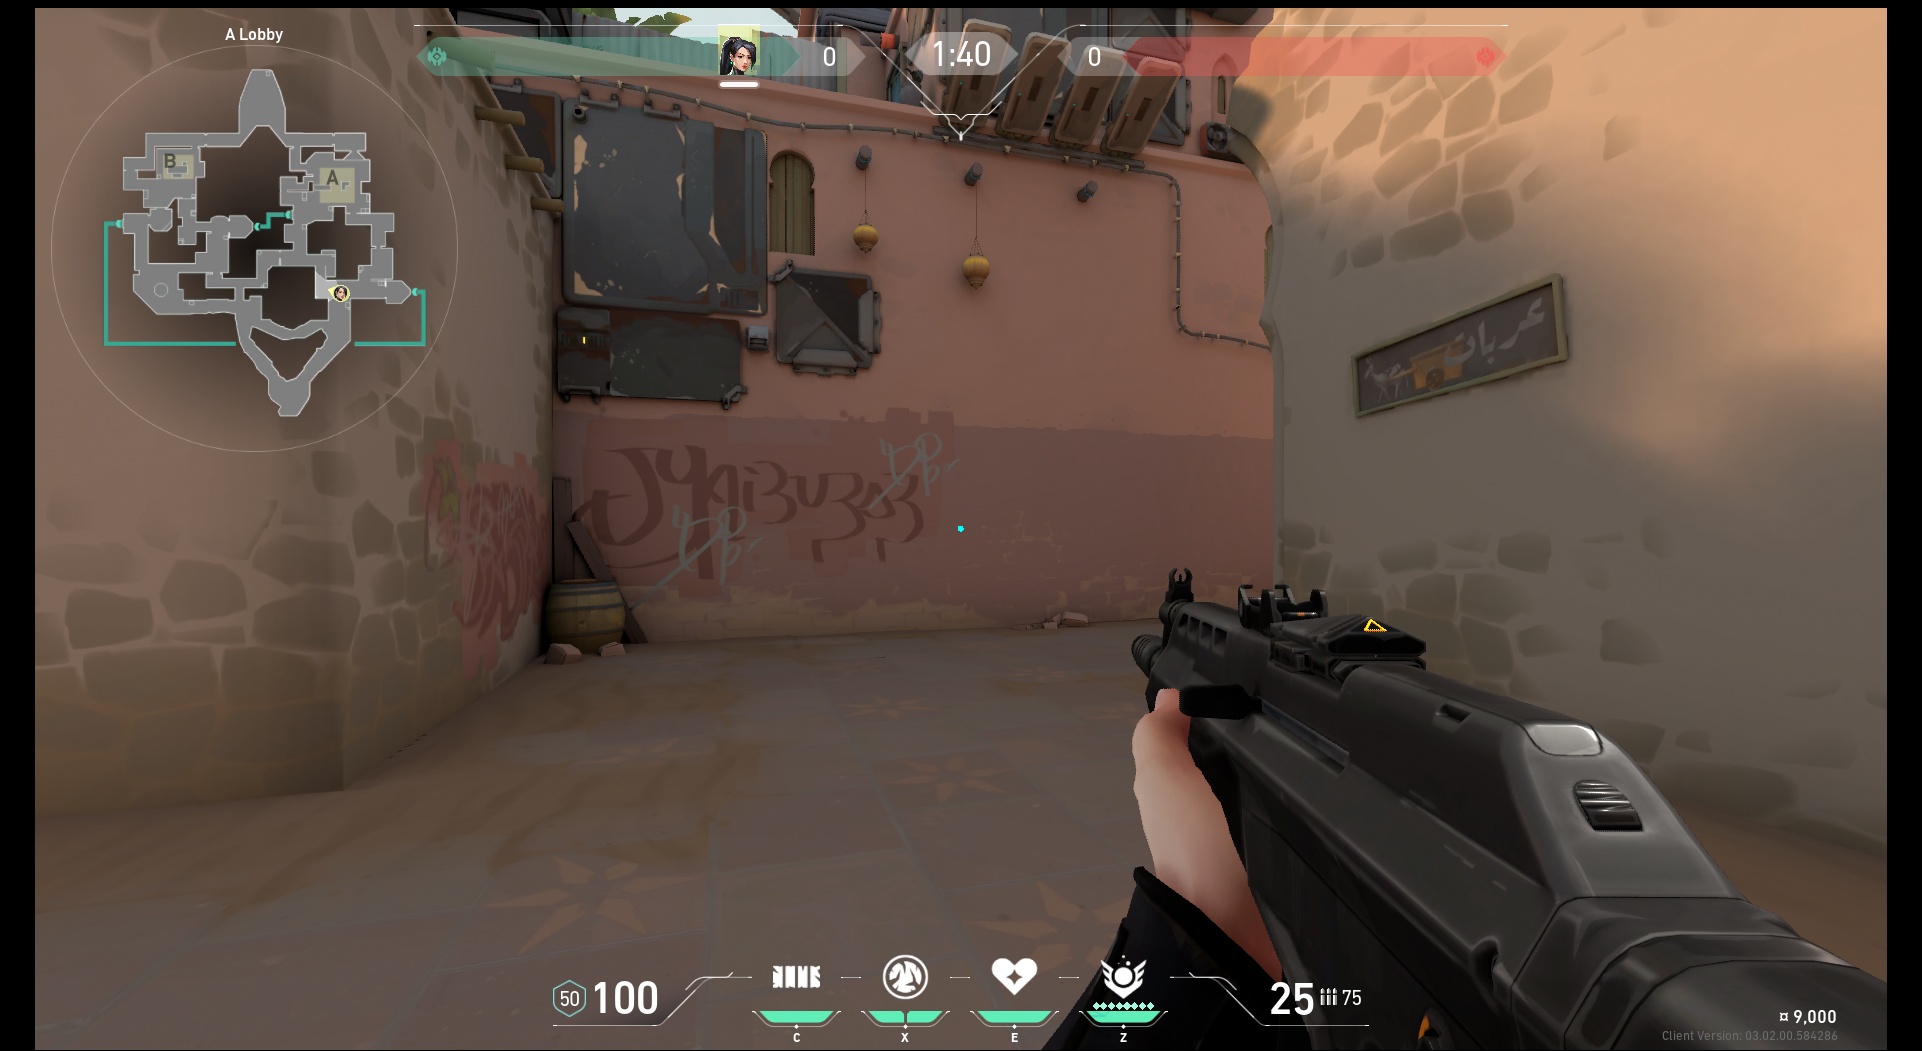 A Lobby
0
1:40
0
B
A
عربات
50
100
25
75
C
X
E
Z
¤ 9,000
Client Version: 03.02.00.584286